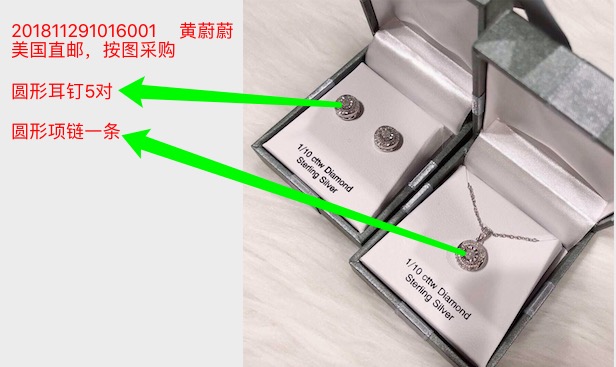 201811291016001 黄蔚蔚
美国直邮，按图采购
圆形耳钉5对
圆形项链一条
1/10 cttw Diamond
Sterling Silver
1/10 cttw Diamond
Sterling Silver